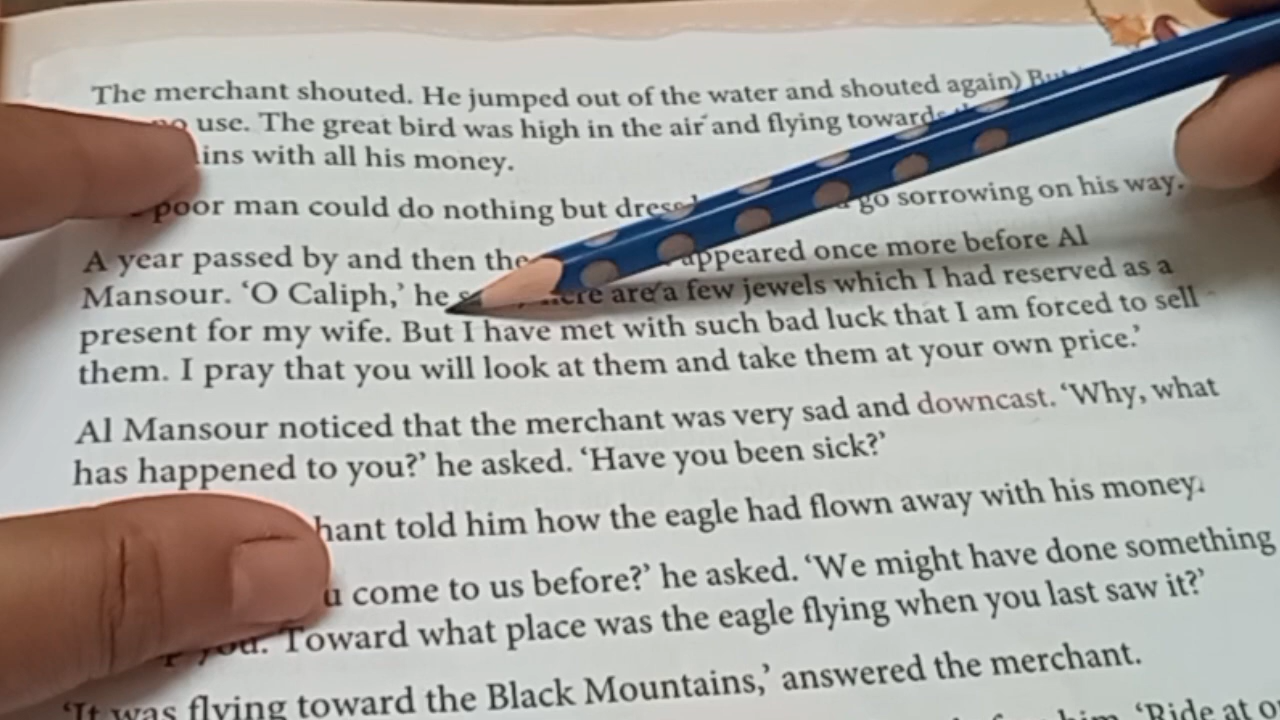 The merchant shouted. He jumped out of the water and shouted again)
use. The great bird was high in the air and flying
with all his money.
poor man could do nothing but go sorrowing on his way.
A year passed by and then the appeared once more before Al
Mansour. ‘O Caliph,’ he are a few jewels which I had reserved as a
present for my wife. But I have met with such bad luck that I am forced to sell
them. I pray that you will look at them and take them at your own price.’
Al Mansour noticed that the merchant was very sad and downcast. ‘Why, what
has happened to you?’ he asked. ‘Have you been sick?’
told him how the eagle had flown away with his money.
come to us before?’ he asked. ‘We might have done something
Toward what place was the eagle flying when you last saw it?’
‘It was flying toward the Black Mountains,’ answered the merchant.
him. ‘Ride at